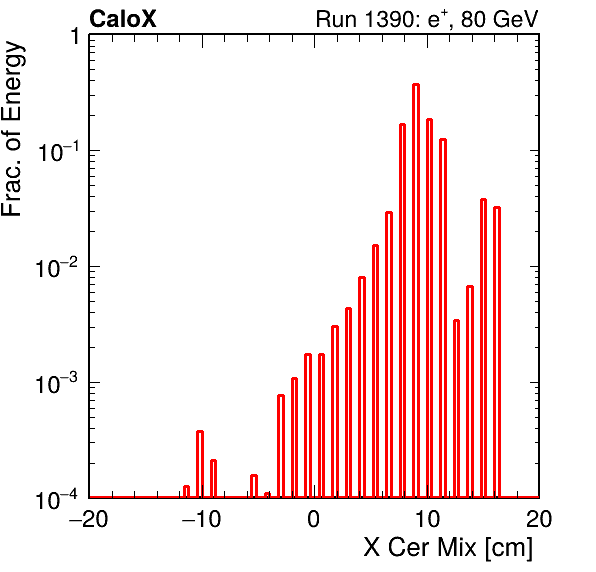 CaloX Run 1390: e⁺, 80 GeV
Frac. of Energy
1
10⁻¹
10⁻²
10⁻³
10⁻⁴
−20 −10 0 10 20
X Cer Mix [cm]